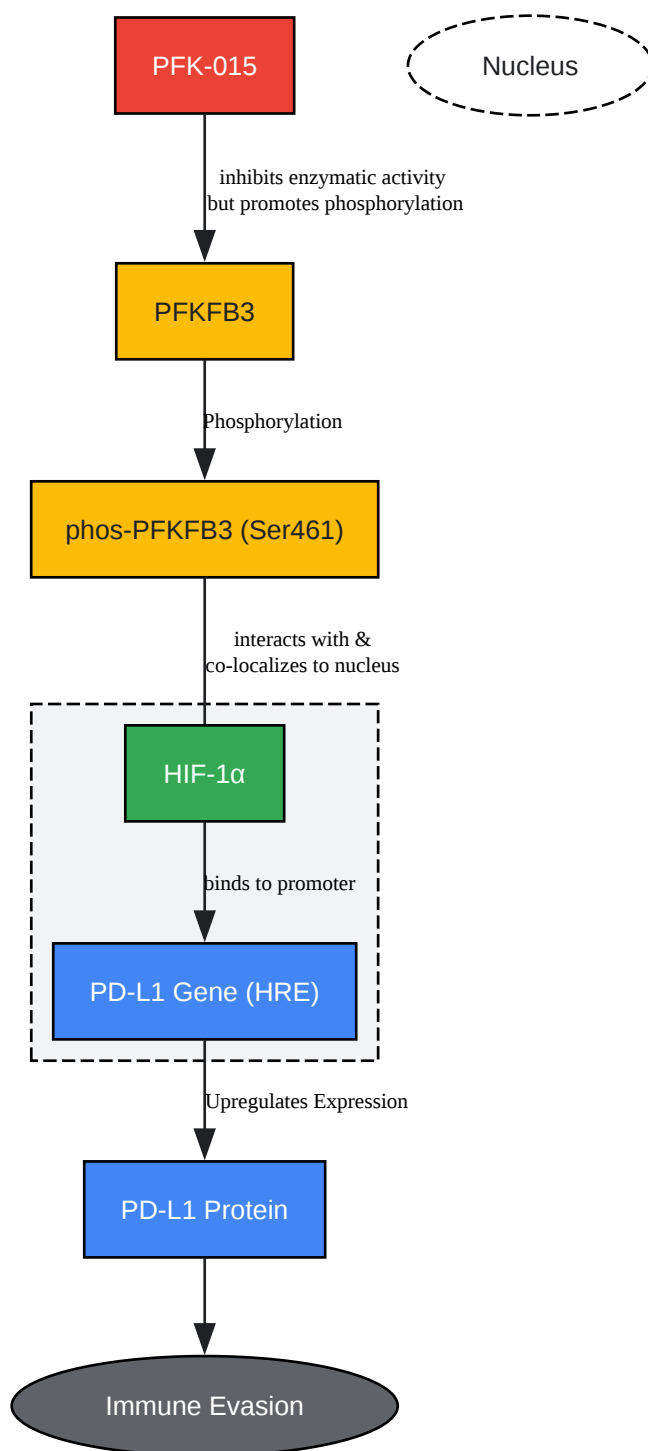 PFK-015
Nucleus
inhibits enzymatic activity
but promotes phosphorylation
PFKFB3
Phosphorylation
phos-PFKFB3 (Ser461)
interacts with &
co-localizes to nucleus
HIF-1α
binds to promoter
PD-L1 Gene (HRE)
Upregulates Expression
PD-L1 Protein
Immune Evasion